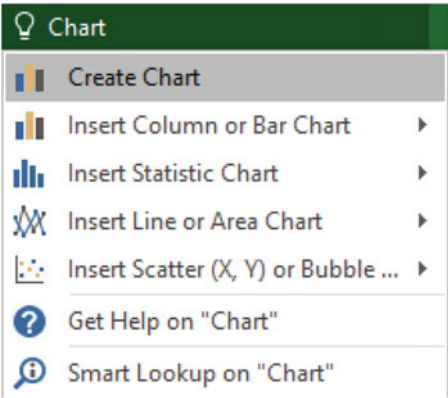 Chart
Create Chart
Insert Column or Bar Chart
Insert Statistic Chart
Insert Line or Area Chart
Insert Scatter (X, Y) or Bubble ...
Get Help on "Chart"
Smart Lookup on "Chart"